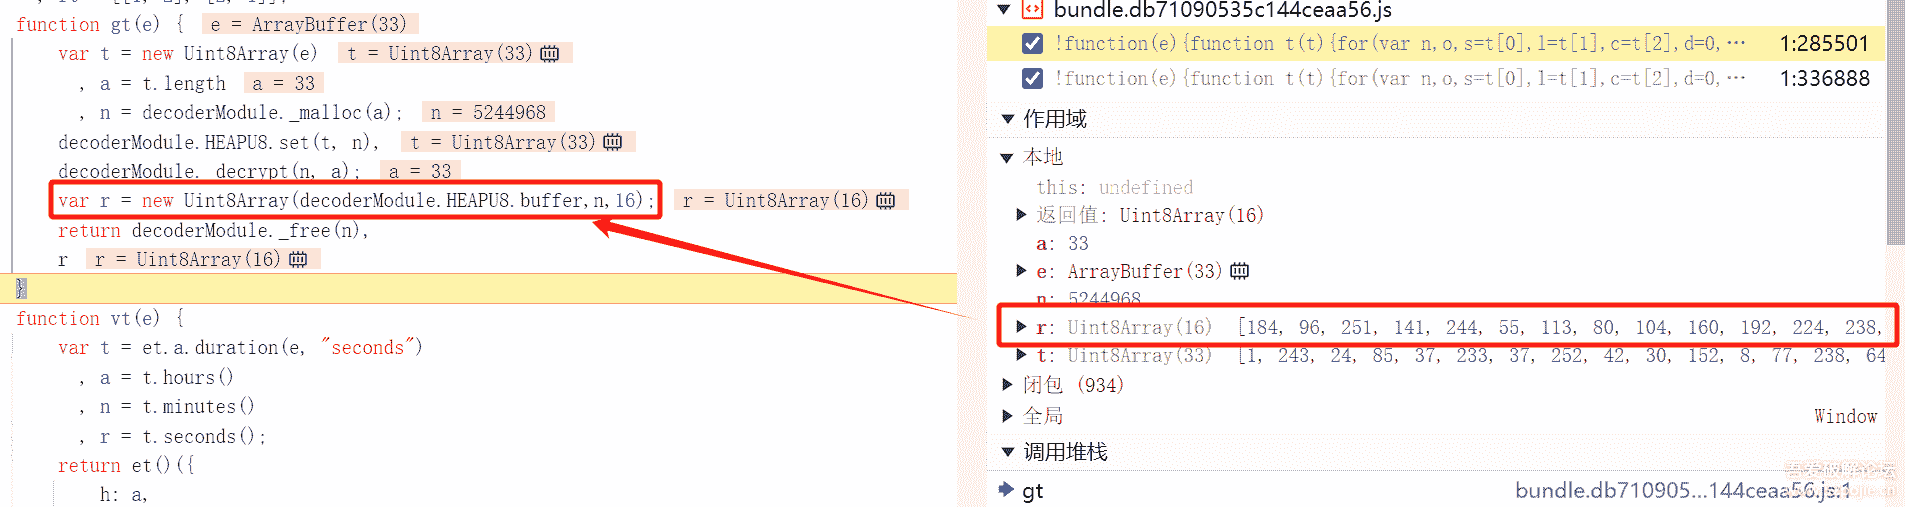 function gt(e) { e = ArrayBuffer(33)
var t = new Uint8Array(e) t = Uint8Array(33)
, a = t.length a = 33
, n = decoderModule._malloc(a); n = 5244968
decoderModule.HEAPU8.set(t, n), t = Uint8Array(33)
decoderModule._decrypt(n, a); a = 33
var r = new Uint8Array(decoderModule.HEAPU8.buffer,n,16); r = Uint8Array(16)
return decoderModule._free(n),
r r = Uint8Array(16)
}
function vt(e) {
var t = et.a.duration(e, "seconds")
, a = t.hours()
, n = t.minutes()
, r = t.seconds();
return et()({
h: a,
bundle.db71090535c144ceaa56.js
!function(e){function t(t){for(var n,o,s=t[0],l=t[1],c=t[2],d=0,… 1:285501
!function(e){function t(t){for(var n,o,s=t[0],l=t[1],c=t[2],d=0,… 1:336888
作用域
本地
this: undefined
返回值: Uint8Array(16)
a: 33
e: ArrayBuffer(33)
n: 5244968
r: Uint8Array(16) [184, 96, 251, 141, 244, 55, 113, 80, 104, 160, 192, 224, 238,
t: Uint8Array(33) [1, 243, 24, 85, 37, 233, 37, 252, 42, 30, 152, 8, 77, 238, 64
闭包 (934)
全局 Window
调用堆栈
gt bundle.db710905…144ceaa56.js:1
吾爱破解论坛